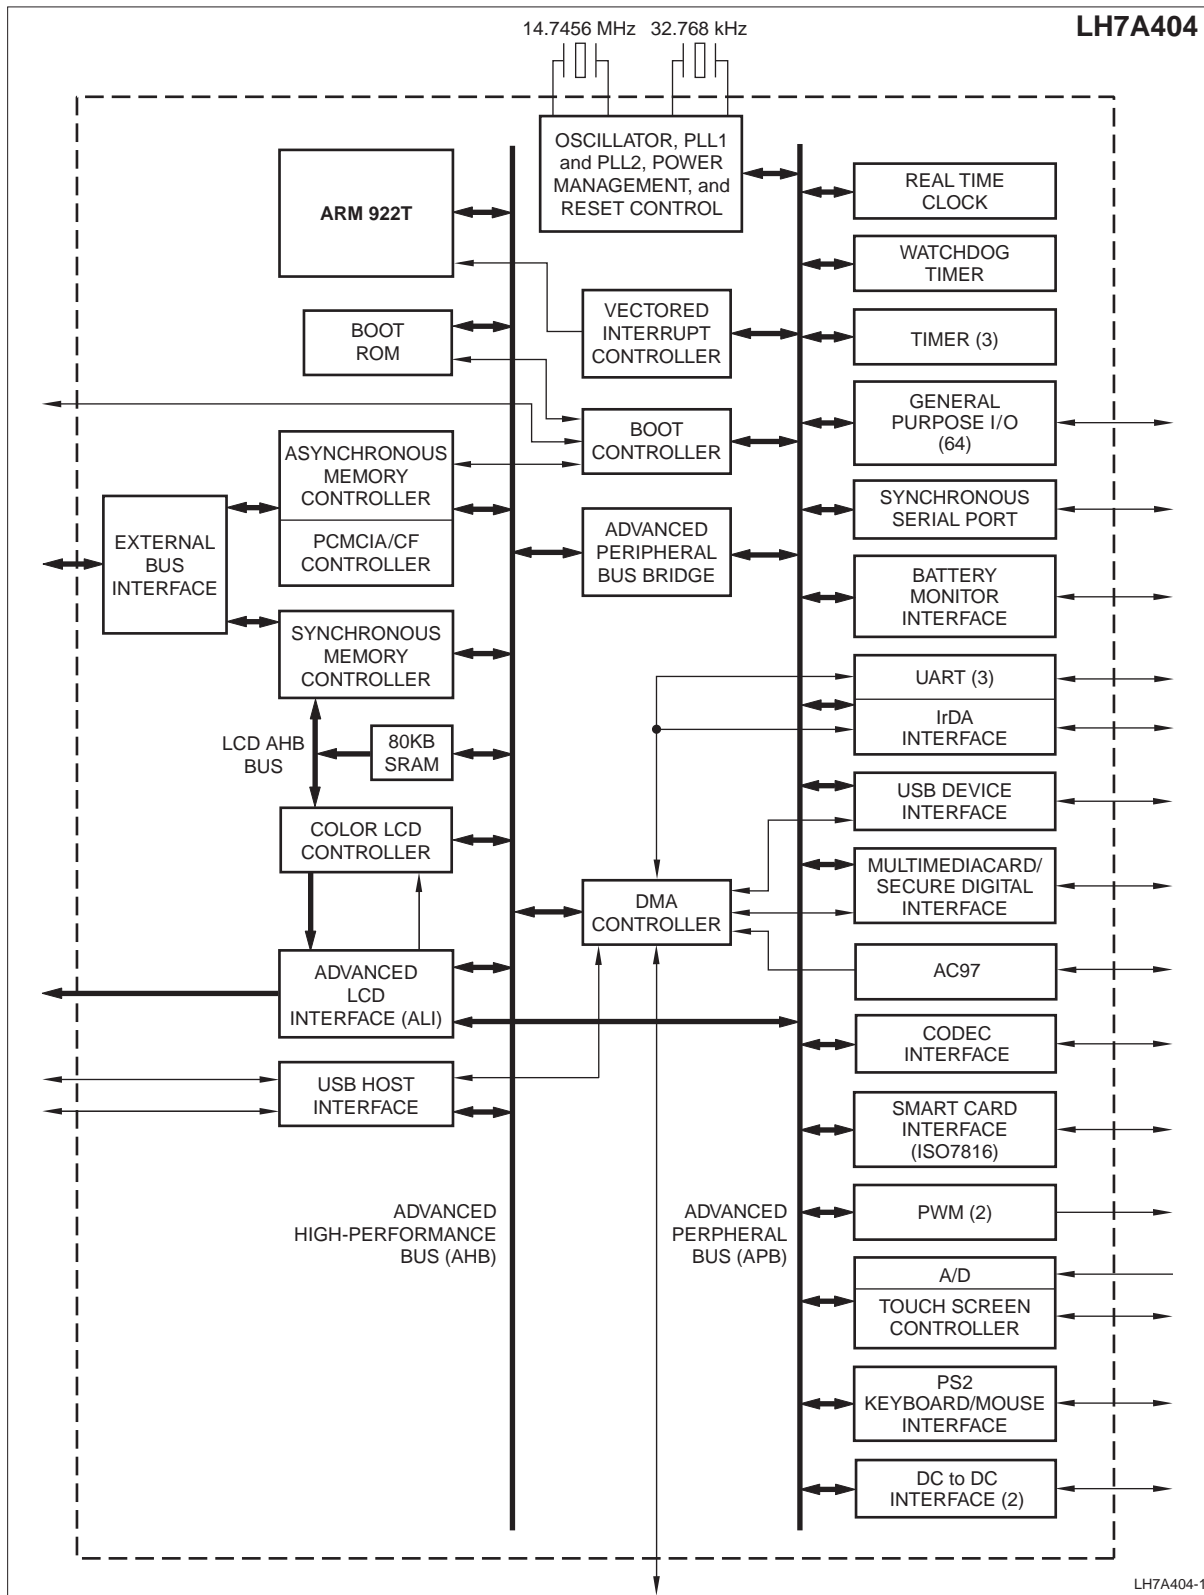 LH7A404
14.7456 MHz
32.768 kHz
OSCILLATOR, PLL1
and PLL2, POWER
MANAGEMENT, and
RESET CONTROL
ARM 922T
BOOT
ROM
VECTORED
INTERRUPT
CONTROLLER
BOOT
CONTROLLER
ASYNCHRONOUS
MEMORY
CONTROLLER
PCMCIA/CF
CONTROLLER
EXTERNAL
BUS
INTERFACE
ADVANCED
PERIPHERAL
BUS BRIDGE
SYNCHRONOUS
MEMORY
CONTROLLER
LCD AHB
BUS
80KB
SRAM
COLOR LCD
CONTROLLER
DMA
CONTROLLER
ADVANCED
LCD
INTERFACE (ALI)
USB HOST
INTERFACE
ADVANCED
HIGH-PERFORMANCE
BUS (AHB)
ADVANCED
PERPHERAL
BUS (APB)
REAL TIME
CLOCK
WATCHDOG
TIMER
TIMER (3)
GENERAL
PURPOSE I/O
(64)
SYNCHRONOUS
SERIAL PORT
BATTERY
MONITOR
INTERFACE
UART (3)
IrDA
INTERFACE
USB DEVICE
INTERFACE
MULTIMEDIACARD/
SECURE DIGITAL
INTERFACE
AC97
CODEC
INTERFACE
SMART CARD
INTERFACE
(ISO7816)
PWM (2)
A/D
TOUCH SCREEN
CONTROLLER
PS2
KEYBOARD/MOUSE
INTERFACE
DC to DC
INTERFACE (2)
LH7A404-1